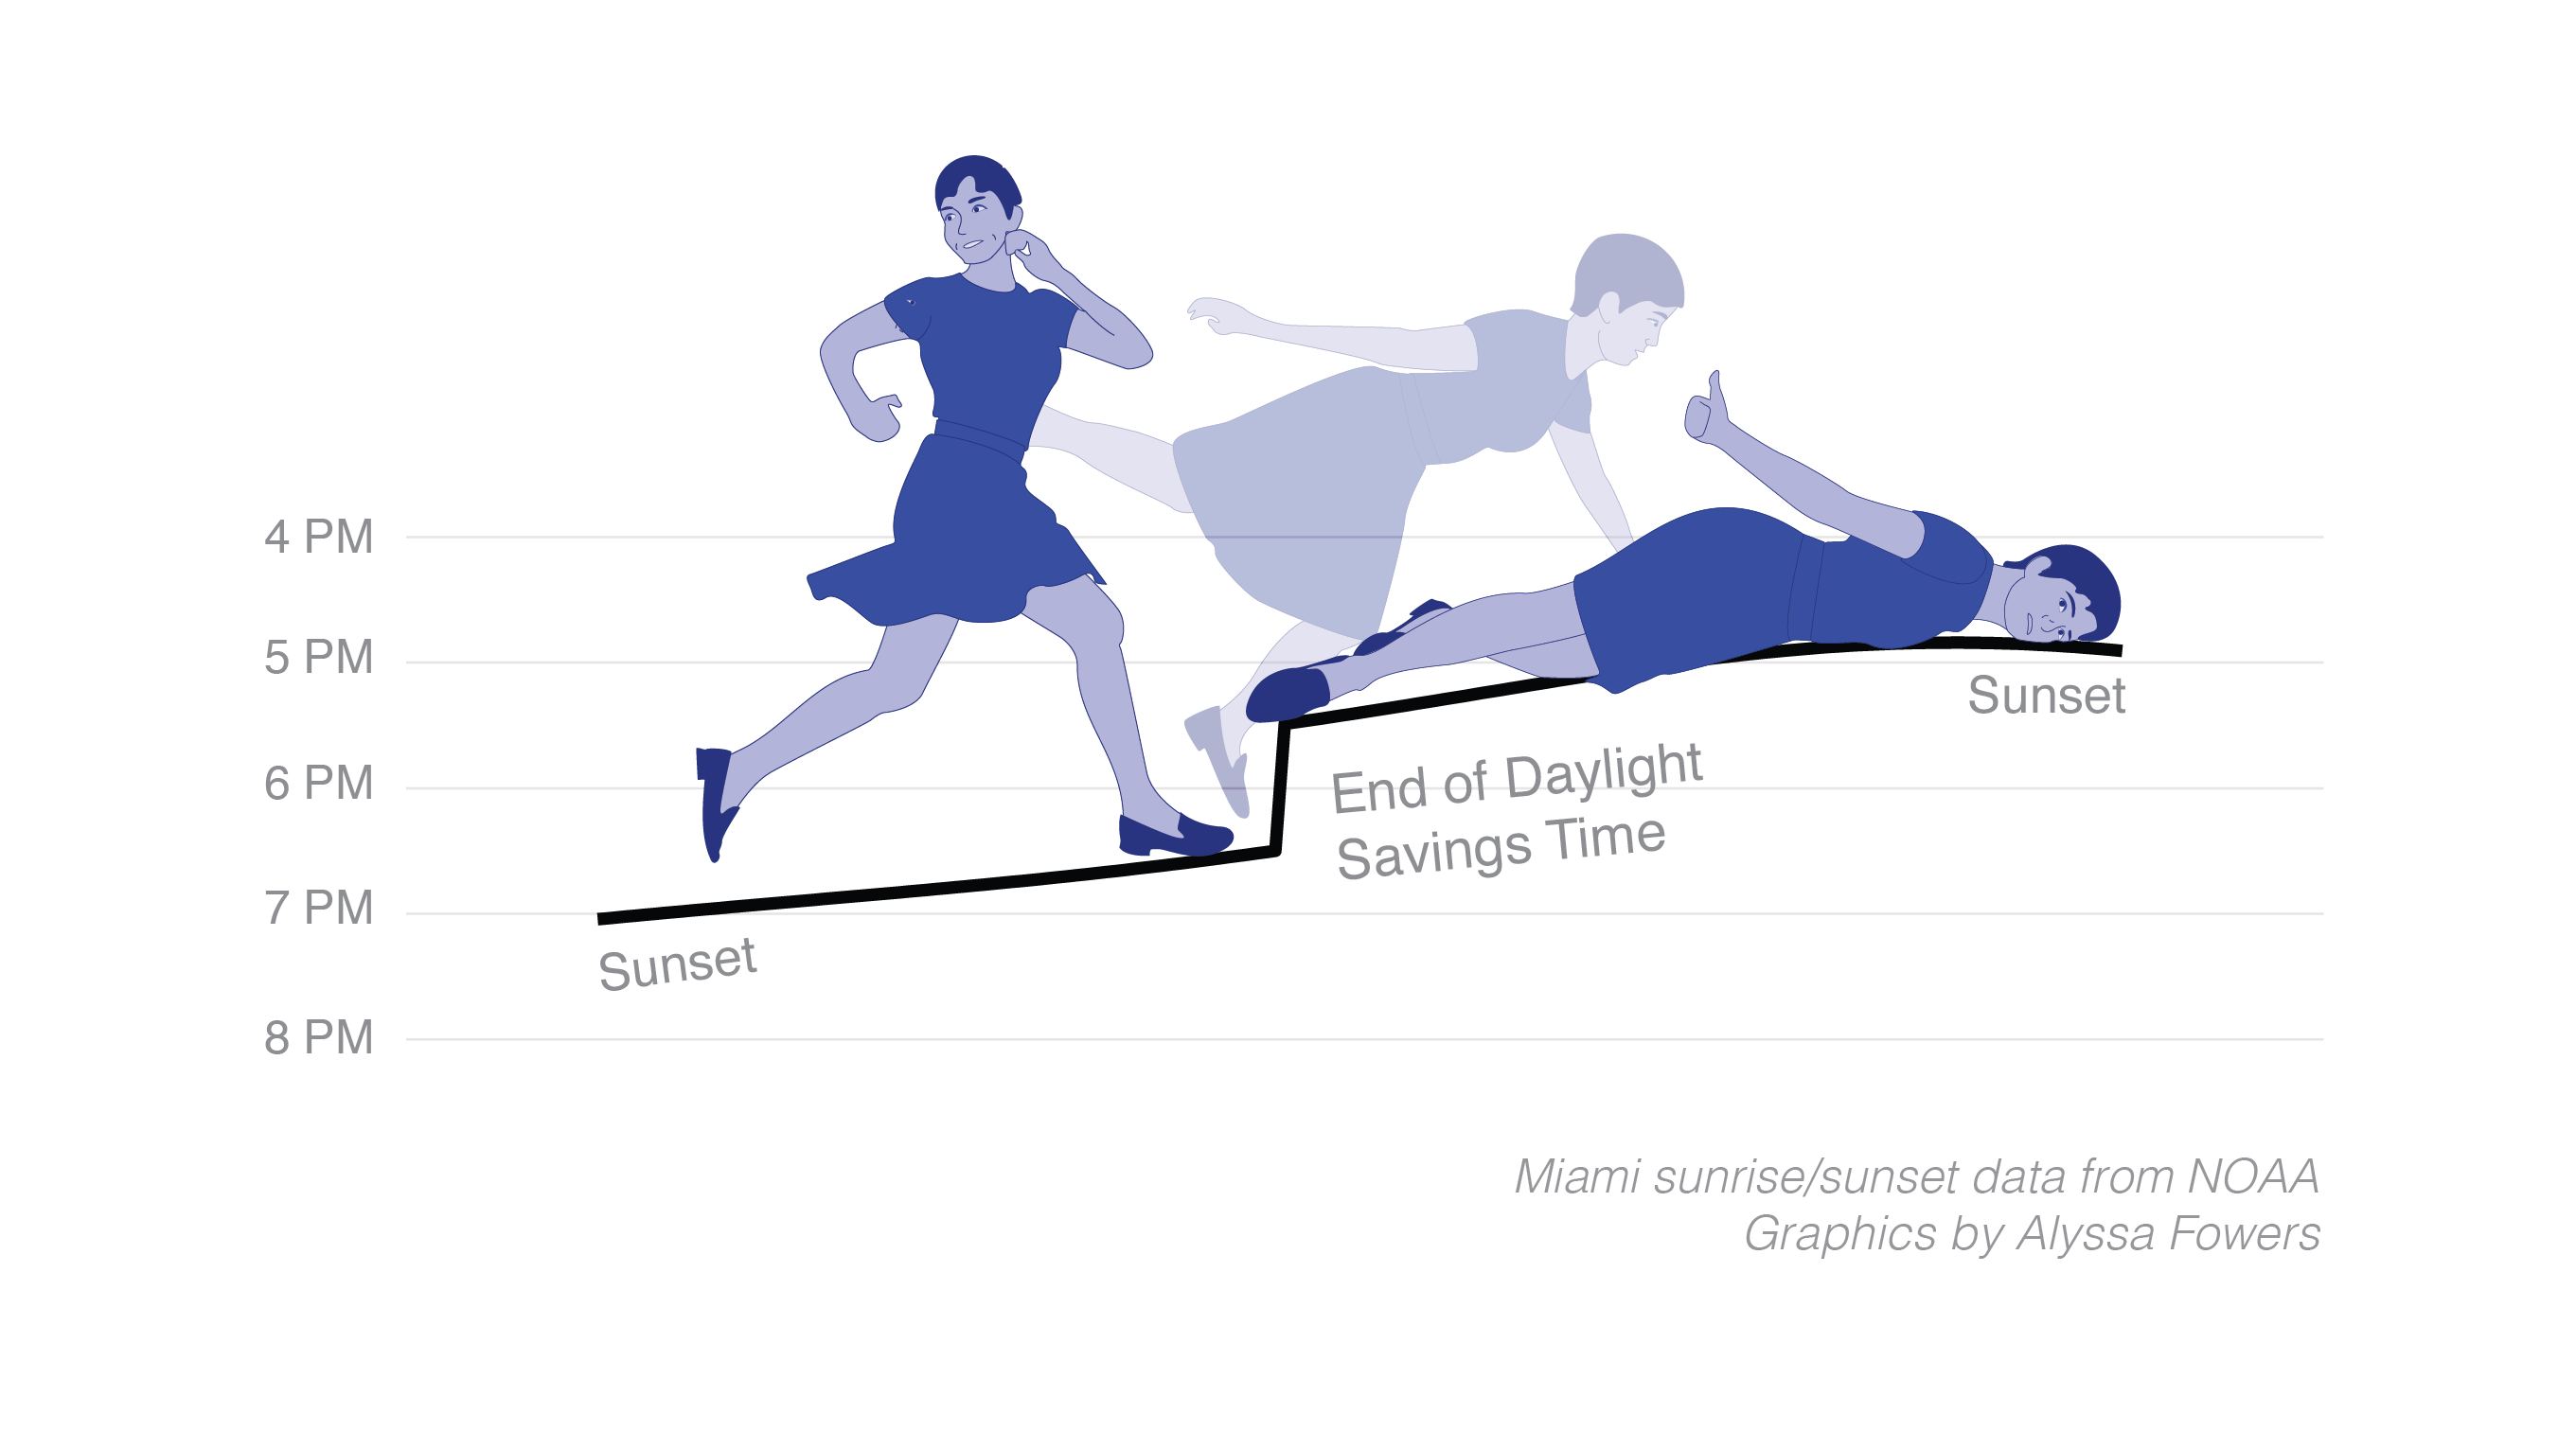 4 PM
5 PM
6 PM
7 PM
8 PM
Sunset
End of Daylight
Savings Time
Sunset
Miami sunrise/sunset data from NOAA
Graphics by Alyssa Fowers